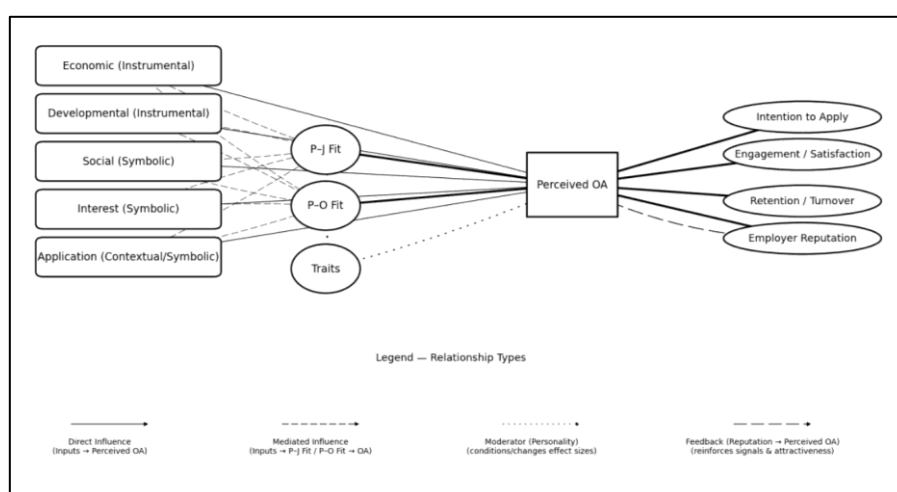 Economic (Instrumental)
Developmental (Instrumental)
Social (Symbolic)
Interest (Symbolic)
Application (Contextual/Symbolic)
P–J Fit
P–O Fit
Traits
Perceived OA
Intention to Apply
Engagement / Satisfaction
Retention / Turnover
Employer Reputation
Legend — Relationship Types
Direct Influence
(Inputs → Perceived OA)
Mediated Influence
(Inputs → P–J Fit / P–O Fit → OA)
Moderator (Personality)
(conditions/changes effect sizes)
Feedback (Reputation → Perceived OA)
(reinforces signals & attractiveness)